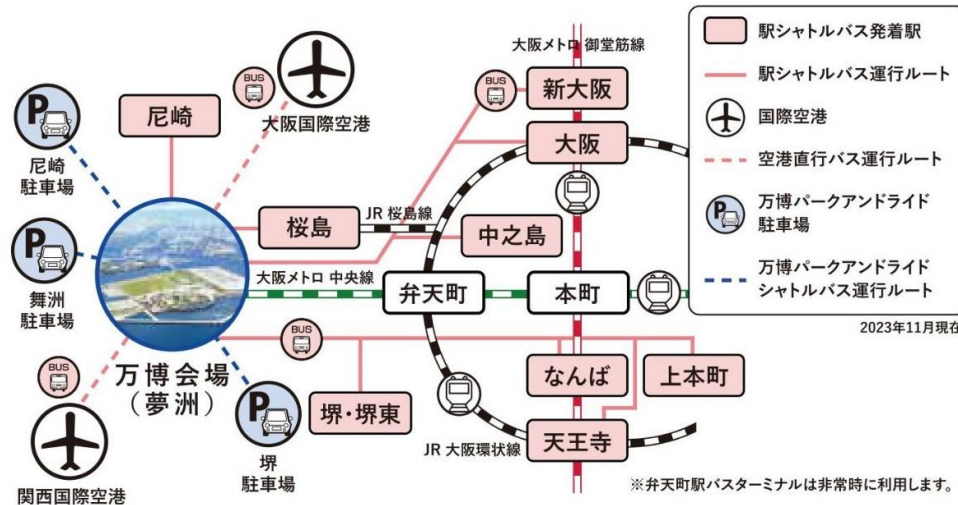 大阪メトロ 御堂筋線
BUS
大阪国際空港
尼崎
P
尼崎
駐車場
BUS
新大阪
大阪
JR 桜島線
桜島
中之島
P
舞洲
駐車場
大阪メトロ 中央線
弁天町
本町
BUS
万博会場
(夢洲)
BUS
関西国際空港
P
堺
駐車場
堺・堺東
なんば
上本町
天王寺
JR 大阪環状線
駅シャトルバス発着駅
駅シャトルバス運行ルート
国際空港
空港直行バス運行ルート
P
万博パークアンドライド
駐車場
万博パークアンドライド
シャトルバス運行ルート
2023年11月現在
※弁天町駅バスターミナルは非常時に利用します。